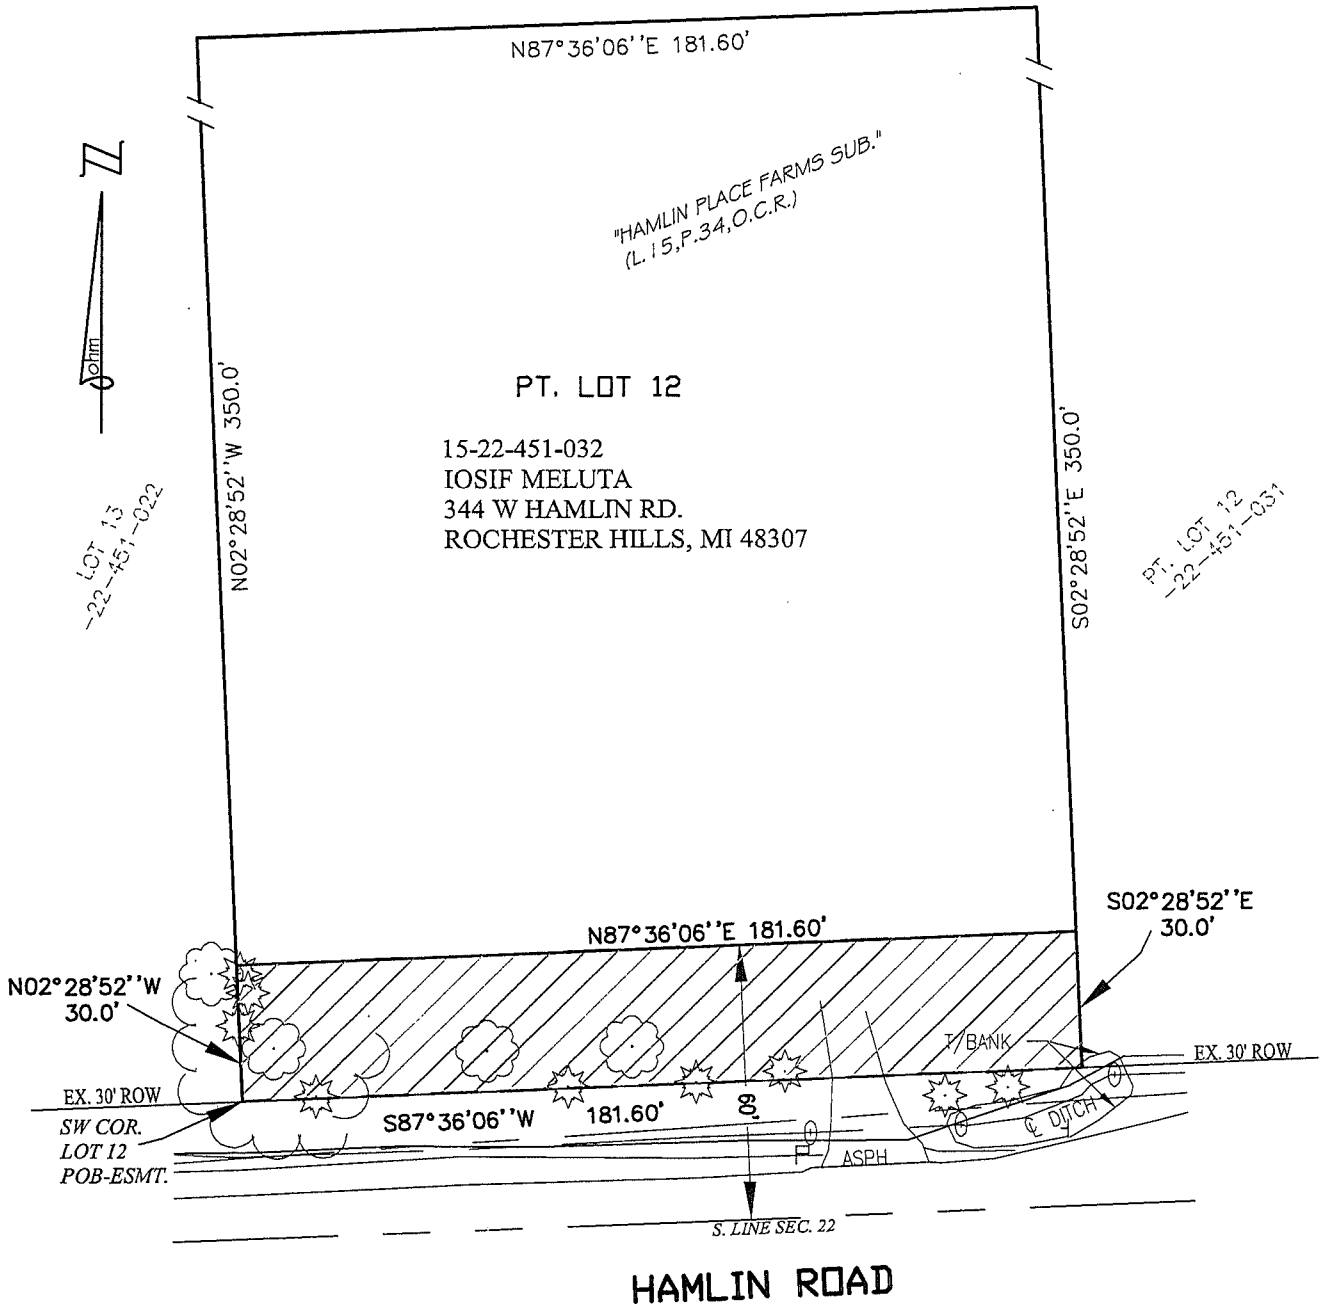 N87°36'06''E 181.60'
N
"HAMLIN PLACE FARMS SUB."
(L.15,P.34,O.C.R.)
ohm
N02°28'52''W 350.0'
PT. LOT 12
15-22-451-032
IOSIF MELUTA
344 W HAMLIN RD.
ROCHESTER HILLS, MI 48307
S02°28'52''E 350.0'
LOT 13
-22-451-022
PT. LOT 12
-22-451-031
S02°28'52''E
30.0'
N87°36'06''E 181.60'
N02°28'52''W
30.0'
T/BANK
EX. 30' ROW
EX. 30' ROW
S87°36'06''W 181.60'
60'
℄ DITCH
SW COR.
LOT 12
POB-ESMT.
P
ASPH
S. LINE SEC. 22
HAMLIN ROAD